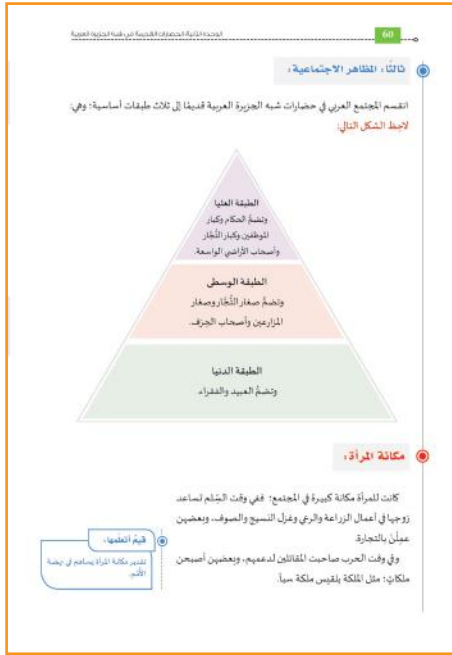 60
الوحدة الثانية: الحضارات القديمة في شبه الجزيرة العربية
ثالثًا: المظاهر الاجتماعية:
انقسم المجتمع العربي في حضارات شبه الجزيرة العربية قديمًا إلى ثلاث طبقات أساسية؛ وهي:
لاحِظ الشكل التالي:
الطبقة العليا
وتضمُّ الحكام وكبار
الموظفين وكبار التُّجَّار
وأصحاب الأراضي الواسعة.
الطبقة الوسطى
وتضمُّ صغار التُّجَّار وصغار
المزارعين وأصحاب الحِرَف.
الطبقة الدنيا
وتضمُّ العبيد والفقراء.
مكانة المرأة:
كانت للمرأة مكانة كبيرة في المجتمع؛ ففي وقت السِّلم تساعد
زوجها في أعمال الزراعة والرعي وغزل النسيج والصوف، وبعضهن
عمِلْنَ بالتجارة.
وفي وقت الحرب صاحبت المقاتلين لدعمهم، وبعضهن أصبحن
ملكاتٍ؛ مثل الملكة بلقيس ملكة سبأ.
قيمٌ أتعلمها:
تقدير مكانة المرأة يساهم في نهضة
الأمم.